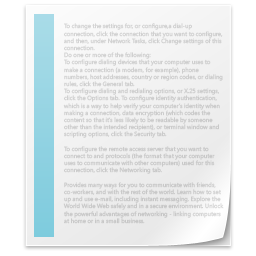 To change the settings for, or configure,a dial-up
connection, click the connection that you want to configure,
and then, under Network Tasks, click Change settings of this
connection.
Do one or more of the following:
To configure dialing devices that your computer uses to
make a connection (a modem, for example), phone
numbers, host addresses, country or region codes, or dialing
rules, click the General tab.
To configure dialing and redialing options, or X.25 settings,
click the Options tab. To configure identity authentication,
which is a way to help verify your computer's identity when
making a connection, data encryption (which codes the
content so that it's less likely to be readable by someone
other than the intended recipient), or terminal window and
scripting options, click the Security tab.
To configure the remote access server that you want to
connect to and protocols (the format that your computer
uses to communicate with other computers) used for this
connection, click the Networking tab.
Provides many ways for you to communicate with friends,
co-workers, and with the rest of the world. Learn how to set
up and use e-mail, including instant messaging. Explore the
World Wide Web safely and in a secure environment. Unlock
the powerful advantages of networking - linking computers
at home or in a small business.